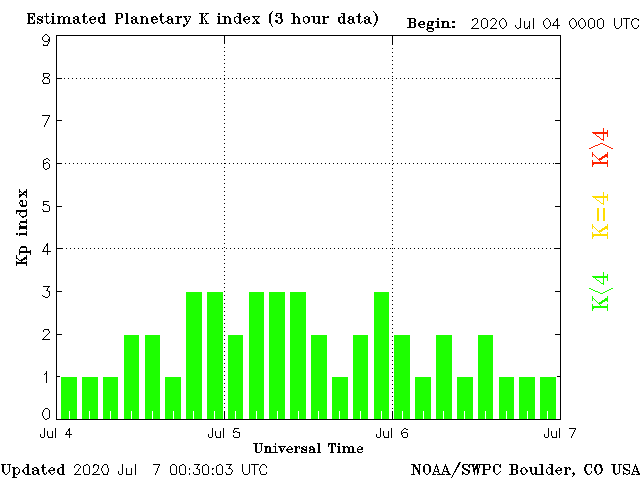 Estimated Planetary K index (3 hour data) Begin: 2020 Jul 04 0000 UTC
9
8
7
6
5
4
3
2
1
0
Kp index
K>4
K=4
K<4
Jul 4 Jul 5 Jul 6 Jul 7
Universal Time
Updated 2020 Jul 7 00:30:03 UTC NOAA/SWPC Boulder, CO USA